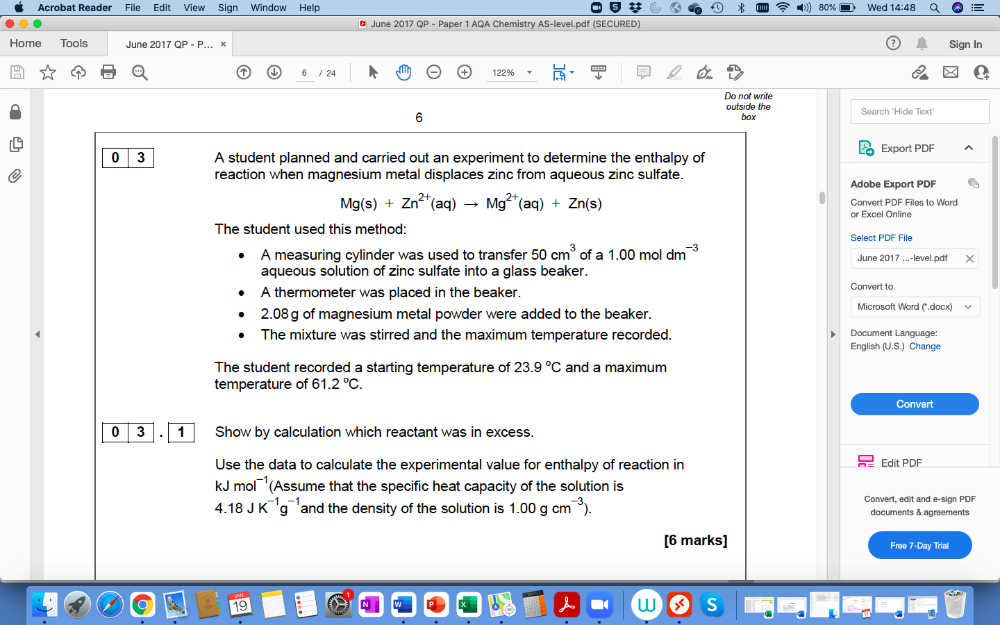 Acrobat Reader File Edit View Sign Window Help 80% Wed 14:48
June 2017 QP - Paper 1 AQA Chemistry AS-level.pdf (SECURED)
Home Tools June 2017 QP - P... × Sign In
6 / 24 122%
Do not write
outside the
box
6
0 3 A student planned and carried out an experiment to determine the enthalpy of
reaction when magnesium metal displaces zinc from aqueous zinc sulfate.
Mg(s) + Zn²⁺(aq) → Mg²⁺(aq) + Zn(s)
The student used this method:
• A measuring cylinder was used to transfer 50 cm³ of a 1.00 mol dm⁻³
aqueous solution of zinc sulfate into a glass beaker.
• A thermometer was placed in the beaker.
• 2.08 g of magnesium metal powder were added to the beaker.
• The mixture was stirred and the maximum temperature recorded.
The student recorded a starting temperature of 23.9 ºC and a maximum
temperature of 61.2 ºC.
0 3 . 1 Show by calculation which reactant was in excess.
Use the data to calculate the experimental value for enthalpy of reaction in
kJ mol⁻¹ (Assume that the specific heat capacity of the solution is
4.18 J K⁻¹ g⁻¹ and the density of the solution is 1.00 g cm⁻³).
[6 marks]
Search 'Hide Text'
Export PDF
Adobe Export PDF
Convert PDF Files to Word
or Excel Online
Select PDF File
June 2017 ...-level.pdf
Convert to
Microsoft Word (*.docx)
Document Language:
English (U.S.) Change
Convert
Edit PDF
Convert, edit and e-sign PDF
documents & agreements
Free 7-Day Trial
JAN
19
1